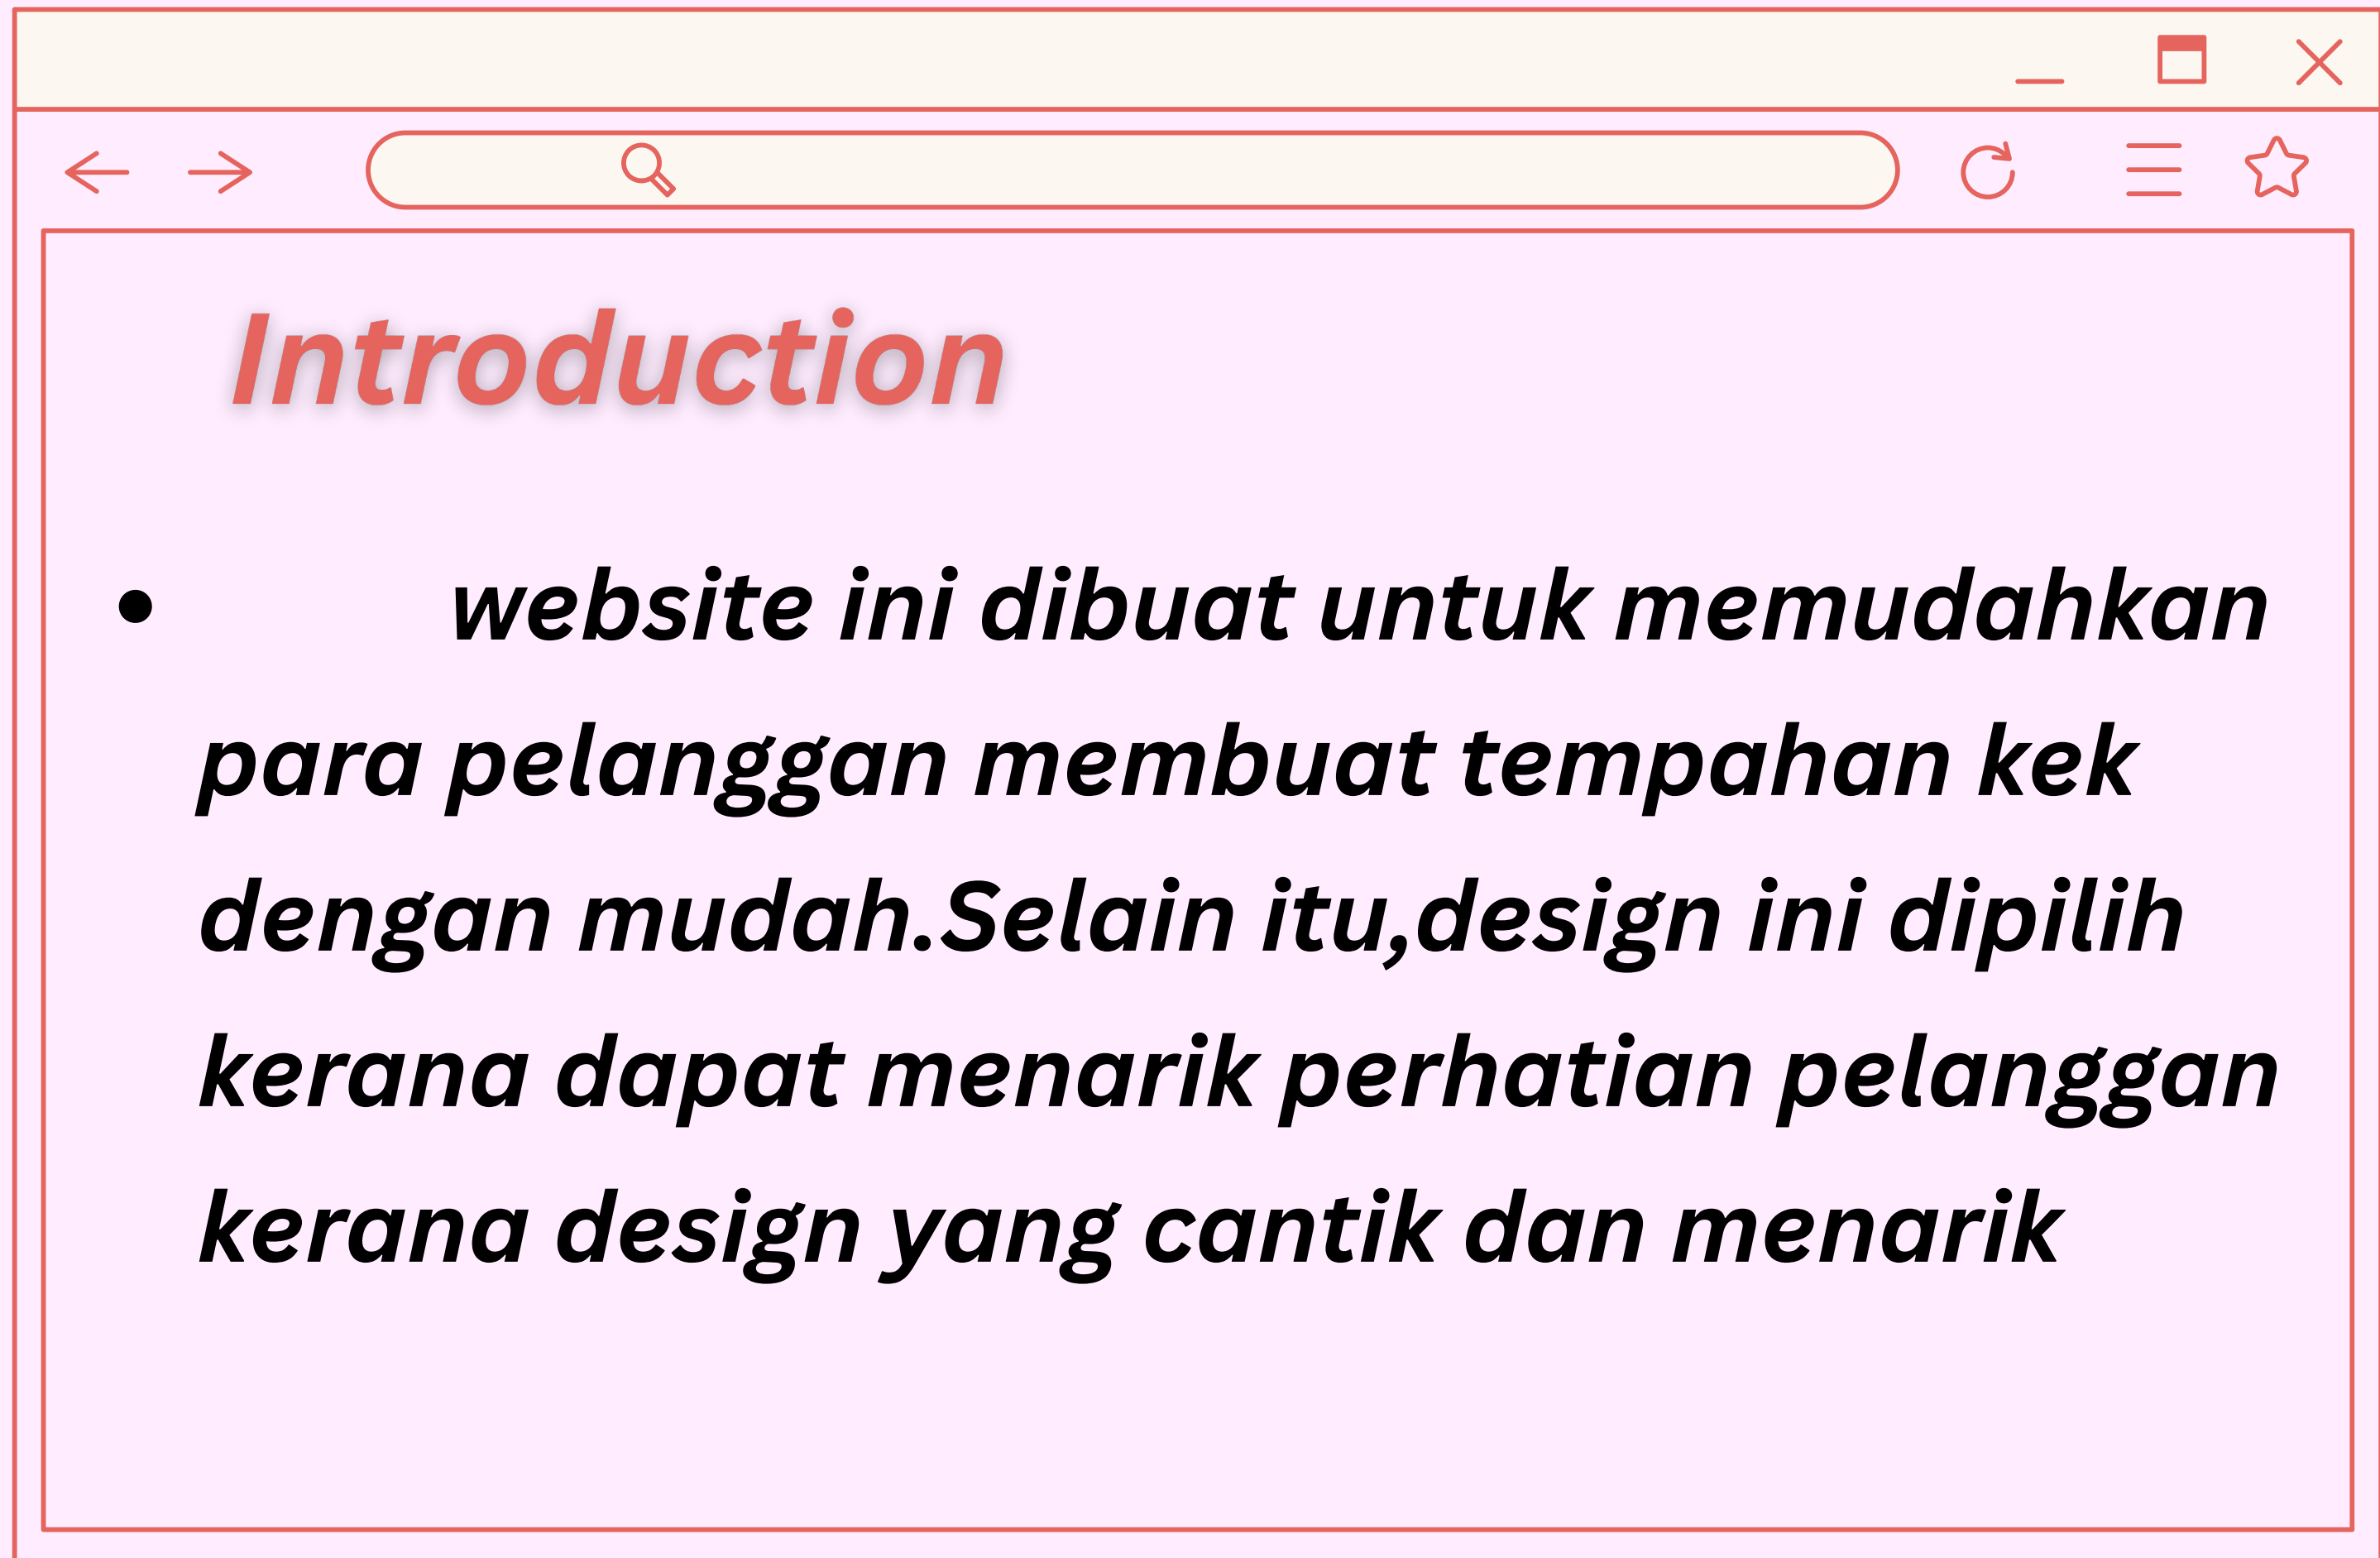 Introduction
• website ini dibuat untuk memudahkan
para pelanggan membuat tempahan kek
dengan mudah.Selain itu,design ini dipilih
kerana dapat menarik perhatian pelanggan
kerana design yang cantik dan menarik